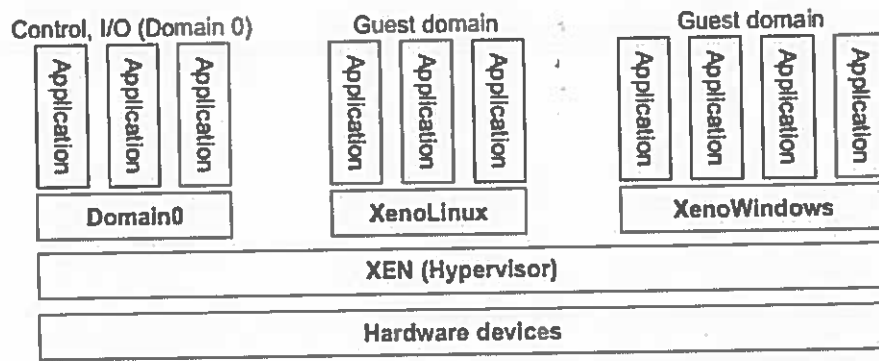 Control, I/O (Domain 0)
Guest domain
Guest domain
Application
Application
Application
Application
Application
Application
Application
Application
Application
Application
Domain0
XenoLinux
XenoWindows
XEN (Hypervisor)
Hardware devices